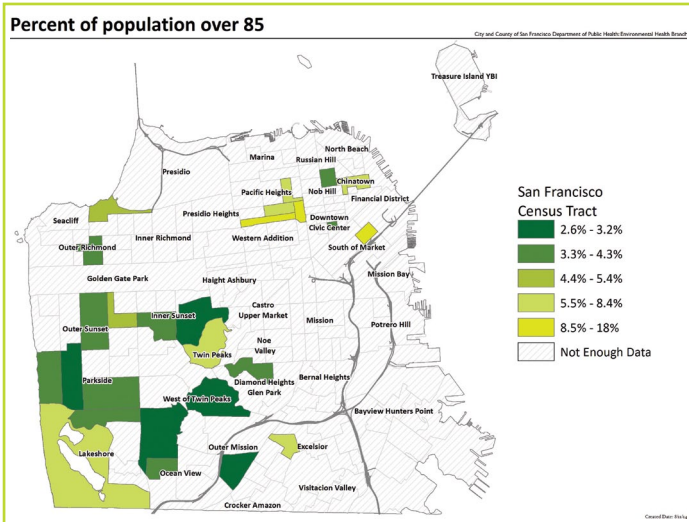 Percent of population over 85
City and County of San Francisco Department of Public Health: Environmental Health Branch
Treasure Island YBI
North Beach
Marina
Russian Hill
Presidio
Chinatown
Pacific Heights
Nob Hill
Financial District
Seacliff
Presidio Heights
Downtown
Civic Center
Inner Richmond
Western Addition
South of Market
Outer Richmond
Golden Gate Park
Haight Ashbury
Mission Bay
Castro
Upper Market
Inner Sunset
Mission
Potrero Hill
Outer Sunset
Noe
Valley
Twin Peaks
Parkside
Diamond Heights
Glen Park
Bernal Heights
West of Twin Peaks
Bayview Hunters Point
Outer Mission
Excelsior
Lakeshore
Ocean View
Visitacion Valley
Crocker Amazon
San Francisco
Census Tract
2.6% - 3.2%
3.3% - 4.3%
4.4% - 5.4%
5.5% - 8.4%
8.5% - 18%
Not Enough Data
Created Date: